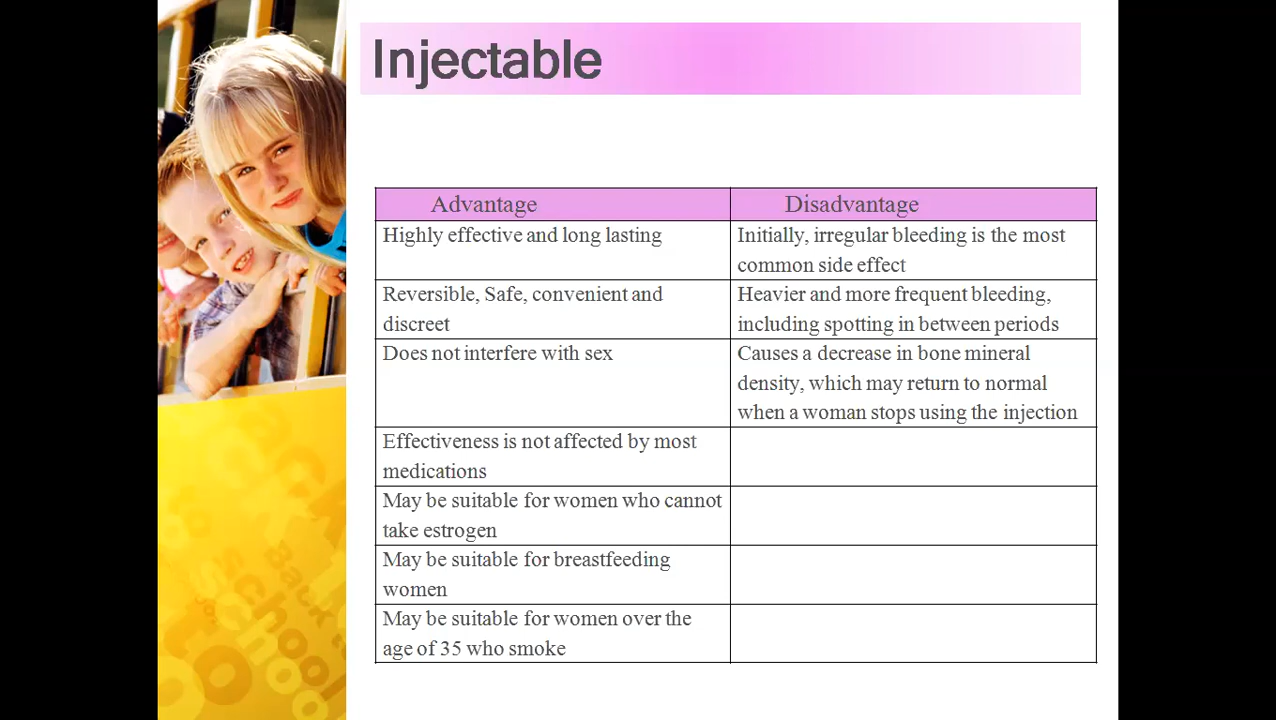 Injectable
Advantage
Disadvantage
Highly effective and long lasting
Initially, irregular bleeding is the most
common side effect
Reversible, Safe, convenient and
discreet
Heavier and more frequent bleeding,
including spotting in between periods
Does not interfere with sex
Causes a decrease in bone mineral
density, which may return to normal
when a woman stops using the injection
Effectiveness is not affected by most
medications
May be suitable for women who cannot
take estrogen
May be suitable for breastfeeding
women
May be suitable for women over the
age of 35 who smoke
Back
to
school